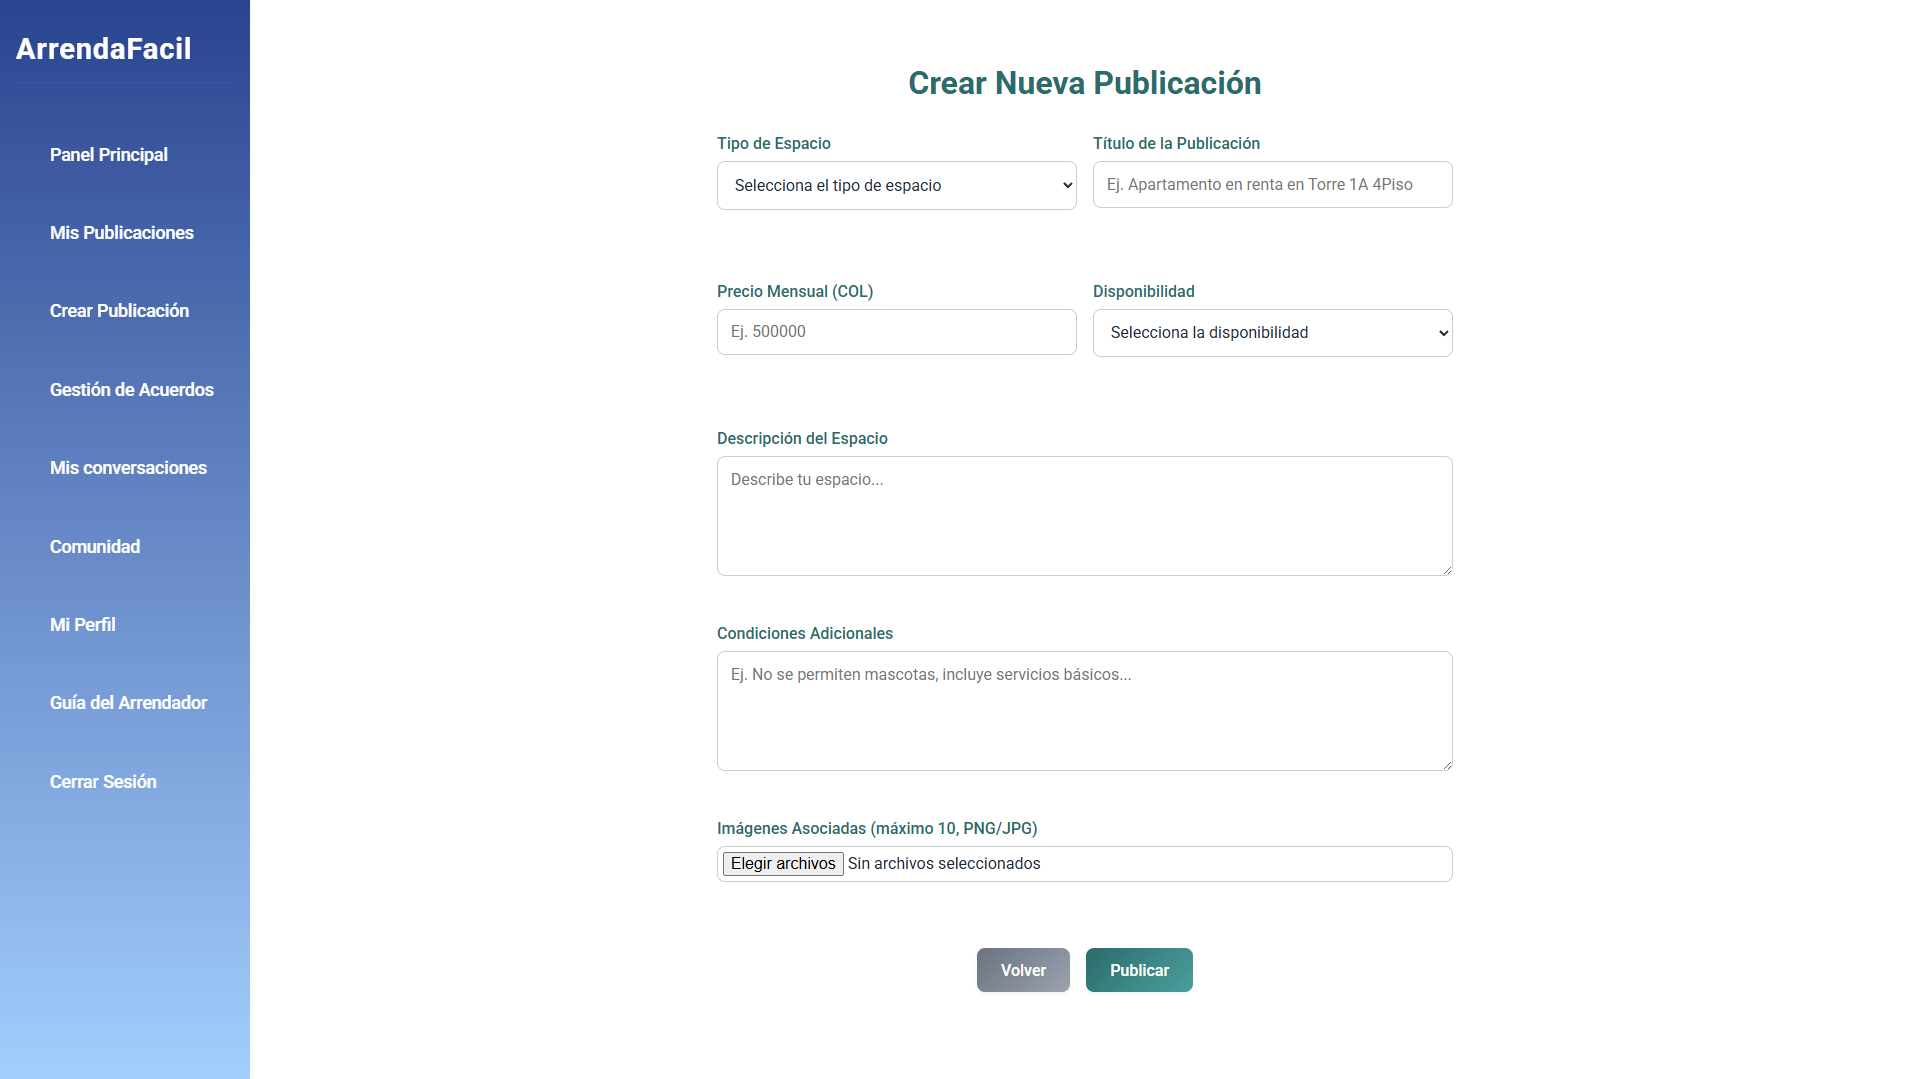 ArrendaFacil
Panel Principal
Mis Publicaciones
Crear Publicación
Gestión de Acuerdos
Mis conversaciones
Comunidad
Mi Perfil
Guía del Arrendador
Cerrar Sesión
Crear Nueva Publicación
Tipo de Espacio
Selecciona el tipo de espacio
Título de la Publicación
Ej. Apartamento en renta en Torre 1A 4Piso
Precio Mensual (COL)
Ej. 500000
Disponibilidad
Selecciona la disponibilidad
Descripción del Espacio
Describe tu espacio...
Condiciones Adicionales
Ej. No se permiten mascotas, incluye servicios básicos...
Imágenes Asociadas (máximo 10, PNG/JPG)
Elegir archivos Sin archivos seleccionados
Volver Publicar